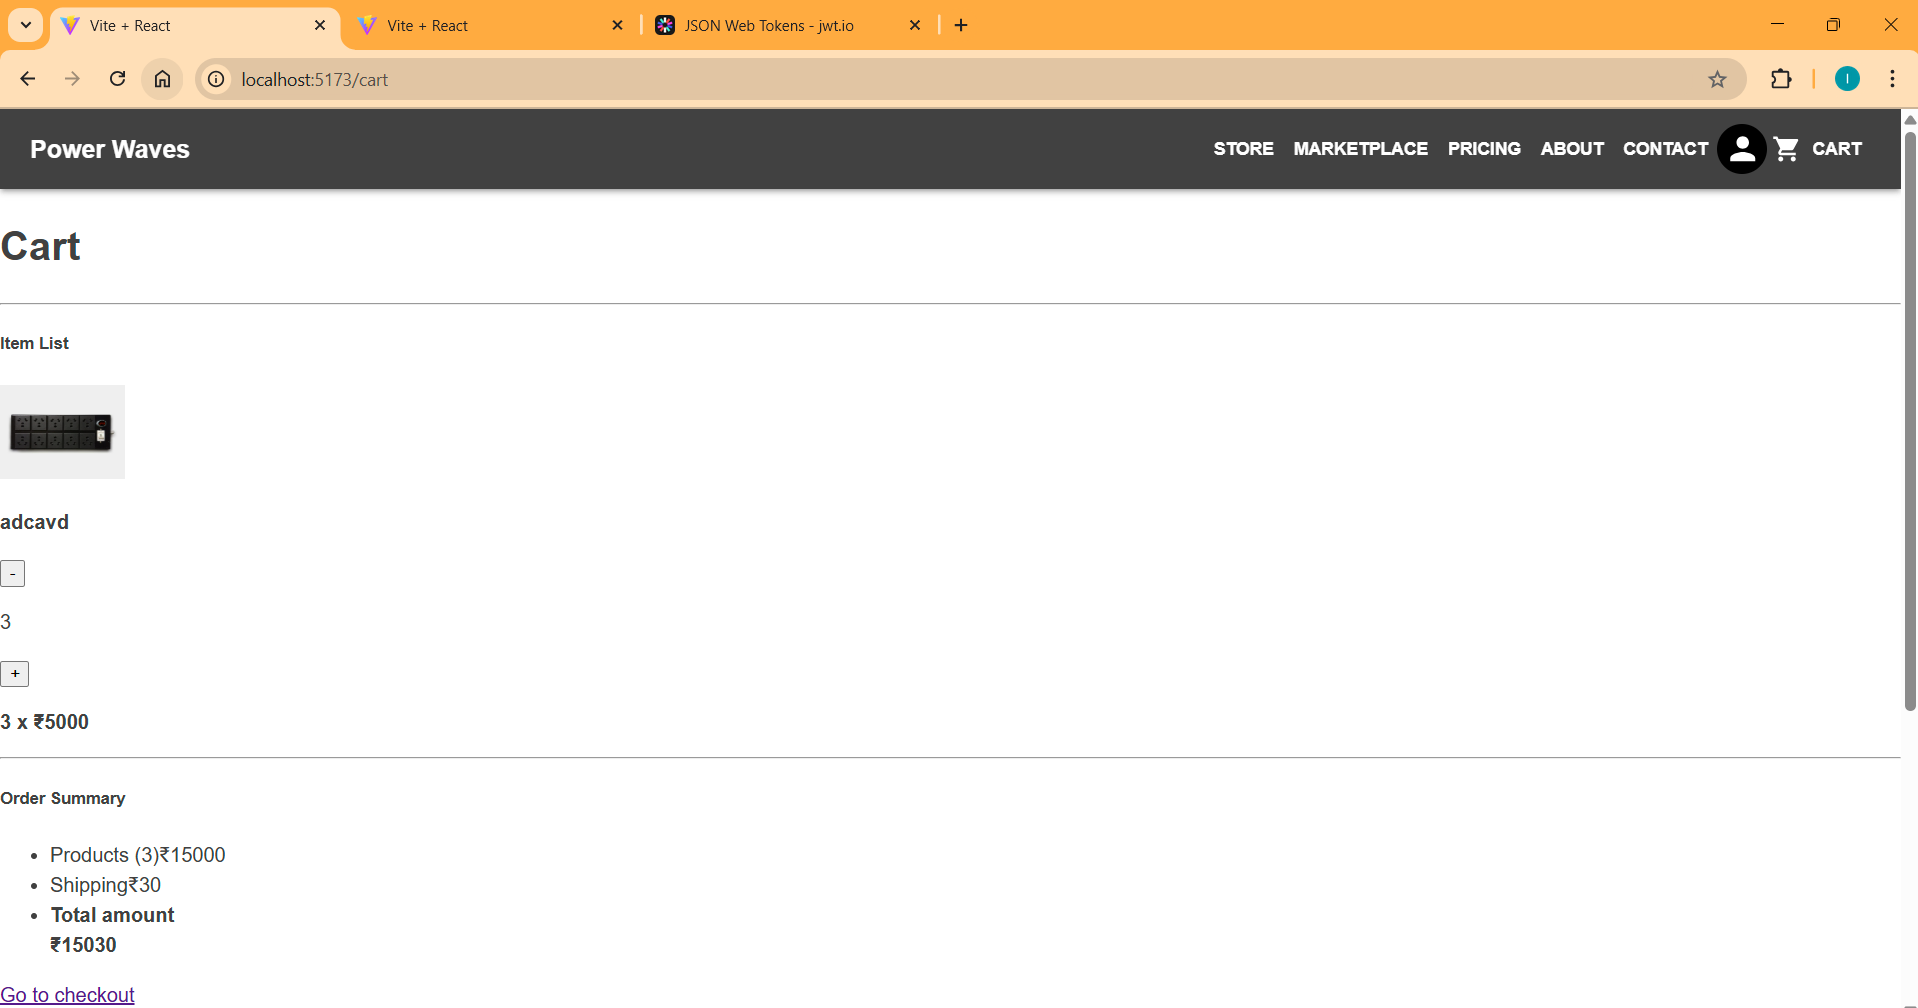 Vite + React
Vite + React
JSON Web Tokens - jwt.io
localhost:5173/cart
I
Power Waves
STORE MARKETPLACE PRICING ABOUT CONTACT CART
Cart
Item List
adcavd
-
3
+
3 x ₹5000
Order Summary
Products (3)₹15000
Shipping₹30
Total amount
₹15030
Go to checkout